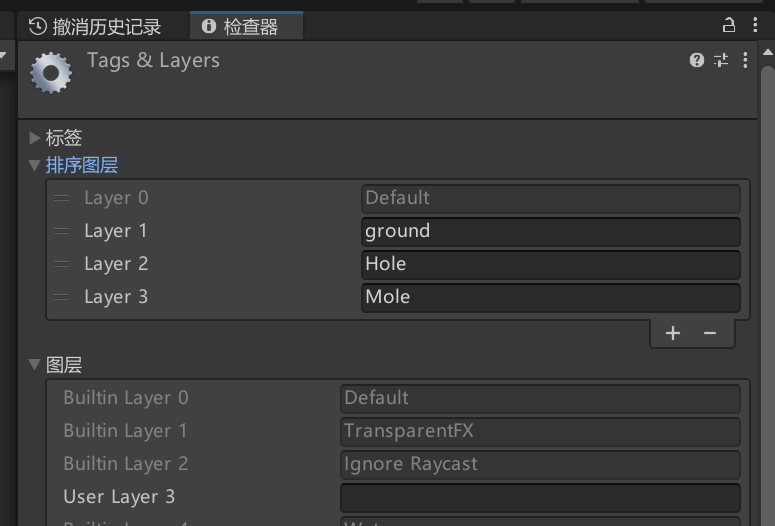 撤消历史记录 检查器
Tags & Layers
标签
排序图层
Layer 0 Default
Layer 1 ground
Layer 2 Hole
Layer 3 Mole
图层
Builtin Layer 0 Default
Builtin Layer 1 TransparentFX
Builtin Layer 2 Ignore Raycast
User Layer 3